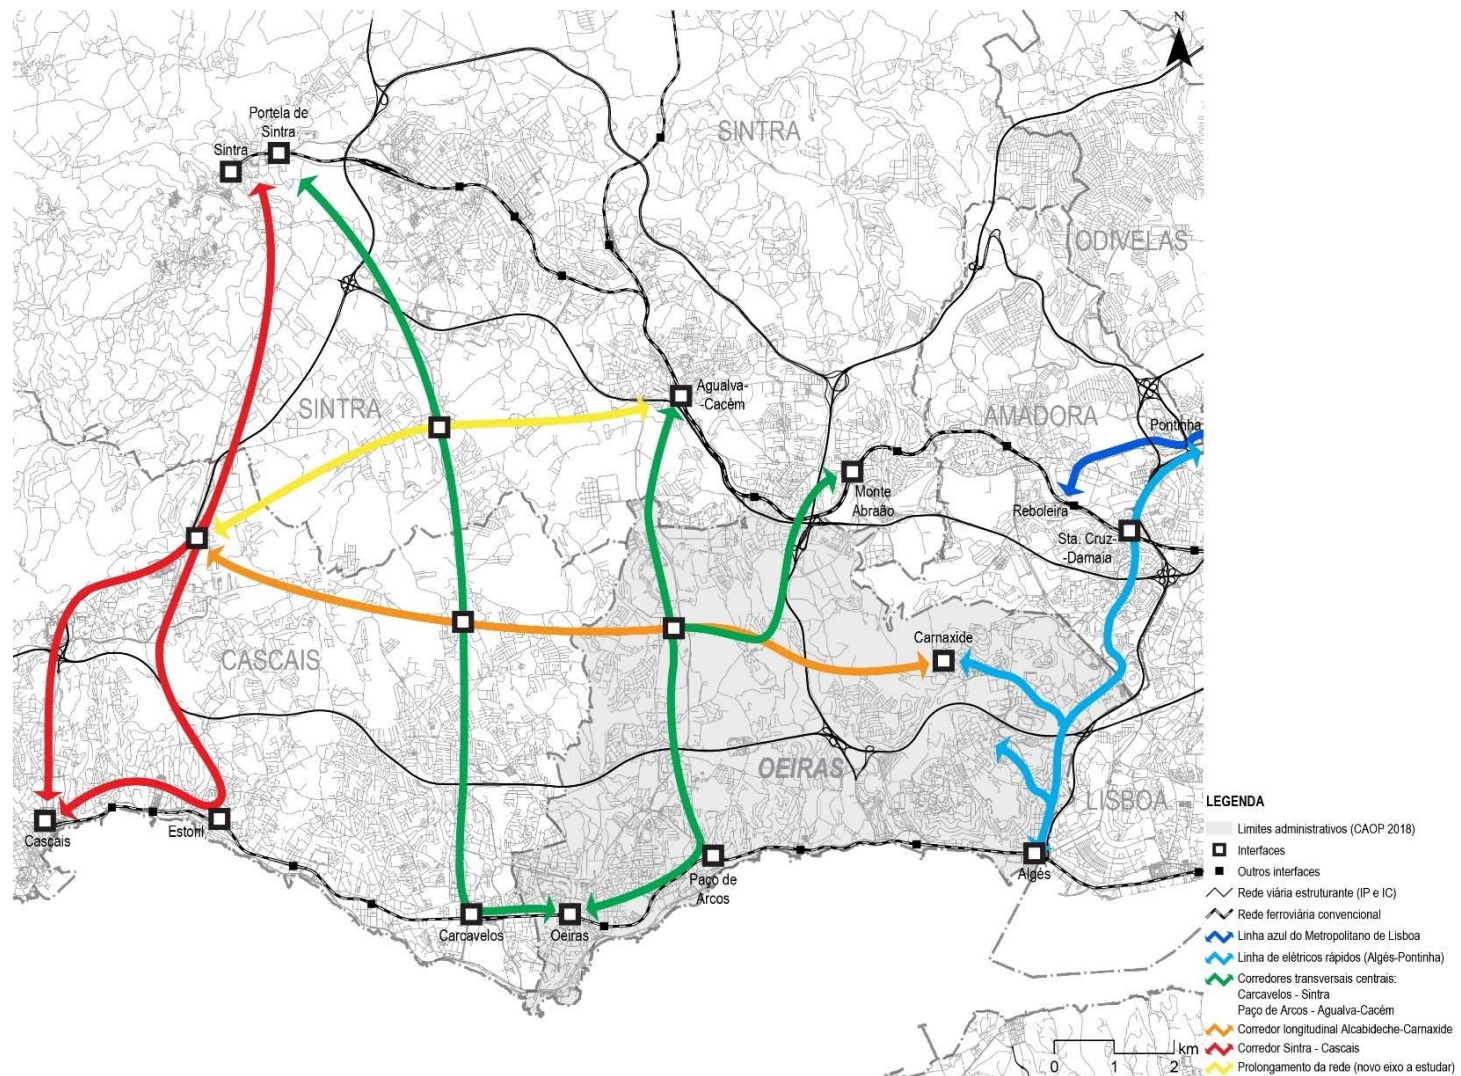 N
Portela de
Sintra
Sintra
SINTRA
ODIVELAS
SINTRA
Agualva-
-Cacém
AMADORA
Pontinha
Monte
Abraão
Reboleira
Sta. Cruz-
-Damaia
Carnaxide
CASCAIS
OEIRAS
LISBOA
Cascais
Estoril
Paço de
Arcos
Algés
Carcavelos
Oeiras
LEGENDA
Limites administrativos (CAOP 2018)
Interfaces
Outros interfaces
Rede viária estruturante (IP e IC)
Rede ferroviária convencional
Linha azul do Metropolitano de Lisboa
Linha de elétricos rápidos (Algés-Pontinha)
Corredores transversais centrais:
Carcavelos - Sintra
Paço de Arcos - Agualva-Cacém
Corredor longitudinal Alcabideche-Carnaxide
Corredor Sintra - Cascais
Prolongamento da rede (novo eixo a estudar)
km
0 1 2